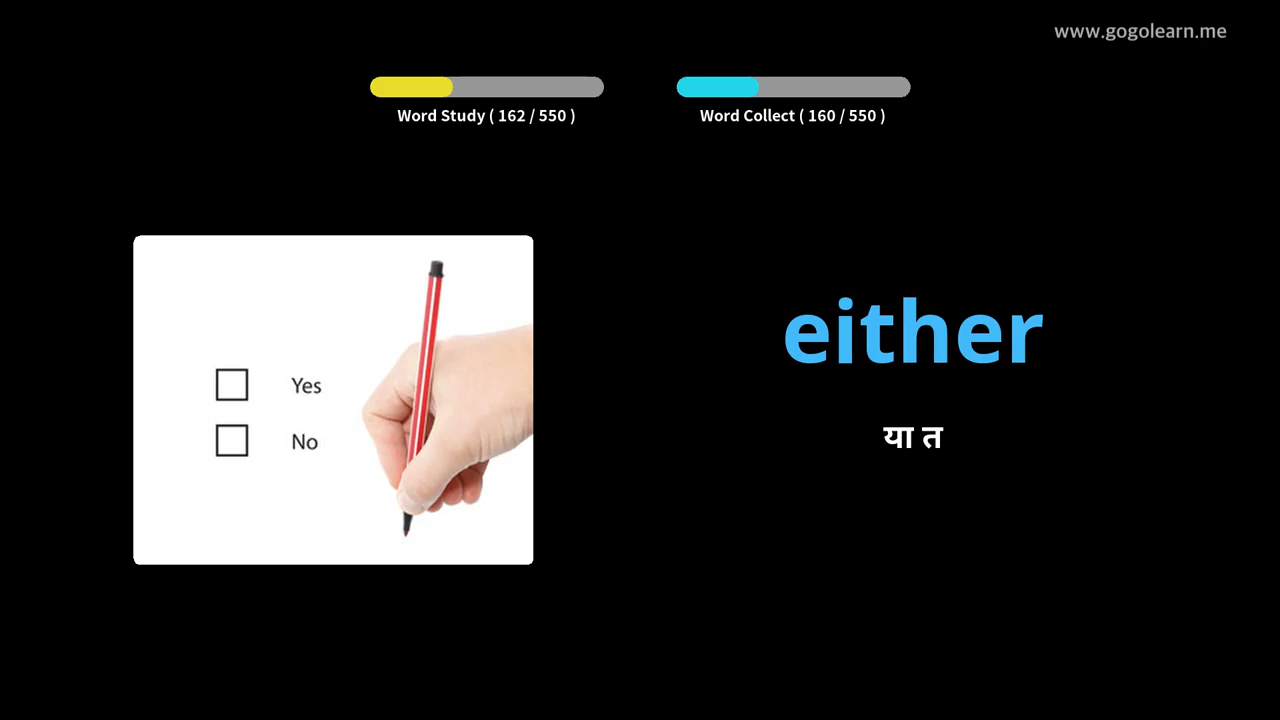 www.gogolearn.me
Word Study ( 162 / 550 )
Word Collect ( 160 / 550 )
either
या त
Yes
No